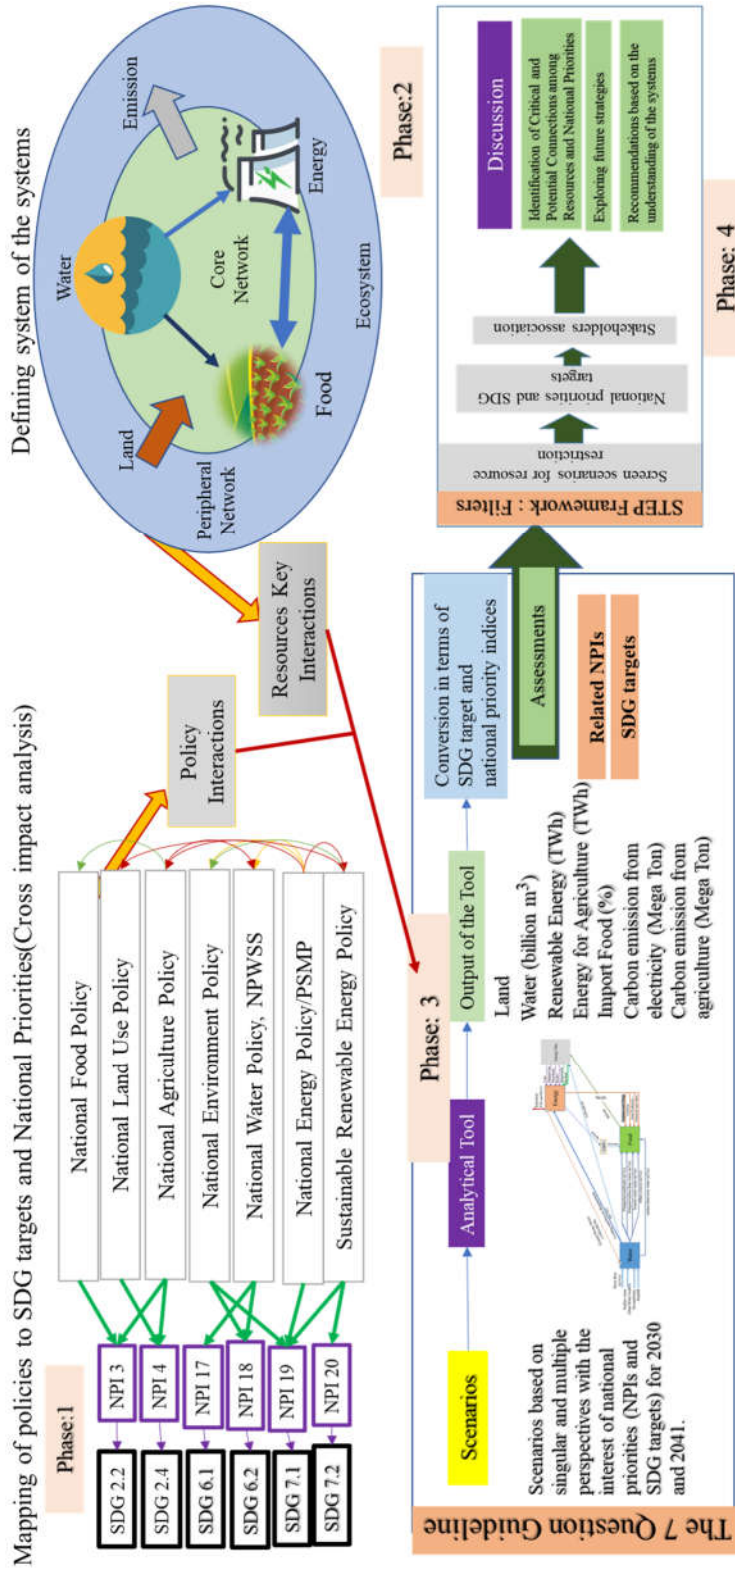 Mapping of policies to SDG targets and National Priorities(Cross impact analysis)
Phase:1
SDG 2.2
SDG 2.4
SDG 6.1
SDG 6.2
SDG 7.1
SDG 7.2
NPI 3
NPI 4
NPI 17
NPI 18
NPI 19
NPI 20
National Food Policy
National Land Use Policy
National Agriculture Policy
National Environment Policy
National Water Policy, NPWSS
National Energy Policy/PSMP
Sustainable Renewable Energy Policy
Policy
Interactions
Resources Key
Interactions
Defining system of the systems
Water
Emission
Land
Core
Network
Energy
Food
Peripheral
Network
Ecosystem
Phase:2
Phase: 3
The 7 Question Guideline
Scenarios
Scenarios based on
singular and multiple
perspectives with the
interest of national
priorities (NPIs and
SDG targets) for 2030
and 2041.
Analytical Tool
Energy
Food
Water
Output of the Tool
Land
Water (billion m³)
Renewable Energy (TWh)
Energy for Agriculture (TWh)
Import Food (%)
Carbon emission from
electricity (Mega Ton)
Carbon emission from
agriculture (Mega Ton)
Conversion in terms of
SDG target and
national priority indices
Assessments
Related NPIs
SDG targets
STEP Framework : Filters
Screen scenarios for resource
restriction
National priorities and SDG
targets
Stakeholders association
Discussion
Identification of Critical and
Potential Connections among
Resources and National Priorities
Exploring future strategies
Recommendations based on the
understanding of the systems
Phase: 4